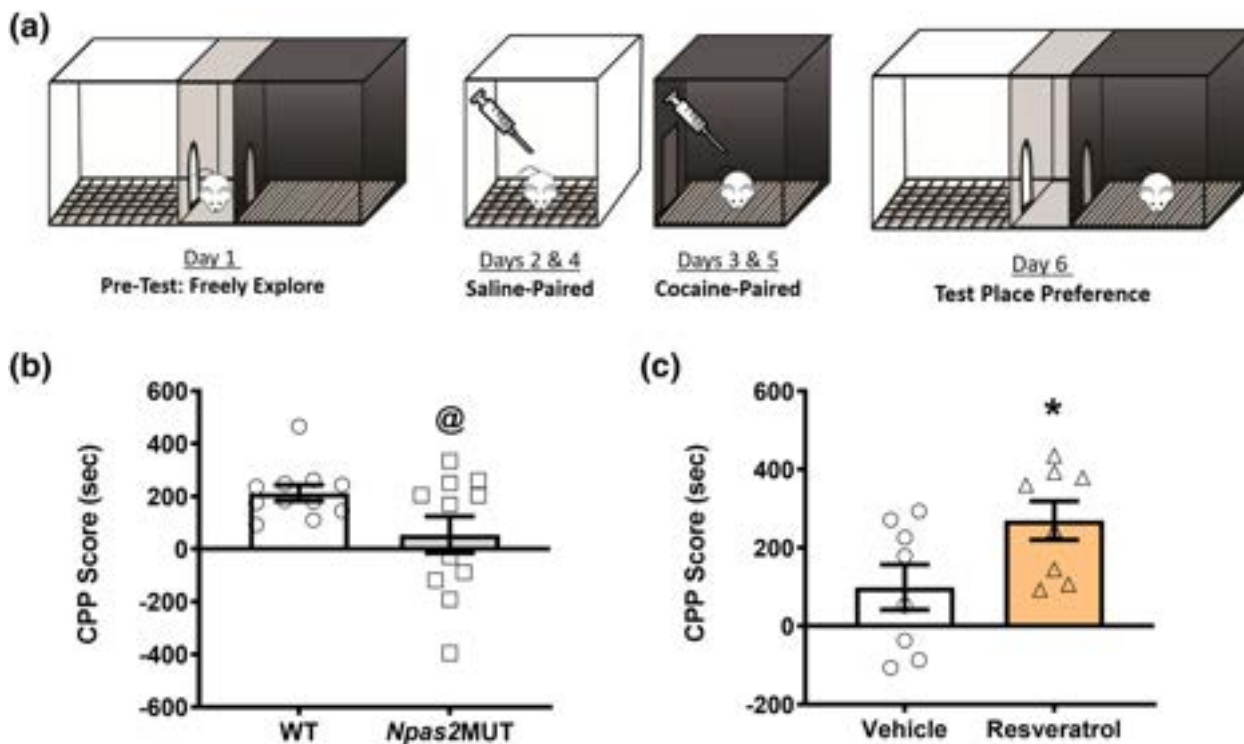 (a)
Day 1
Pre-Test: Freely Explore
Days 2 & 4
Saline-Paired
Days 3 & 5
Cocaine-Paired
Day 6
Test Place Preference
(b)
CPP Score (sec)
600
400
200
0
-200
-400
-600
@
WT
Npas2MUT
(c)
CPP Score (sec)
600
400
200
0
-200
*
Vehicle
Resveratrol